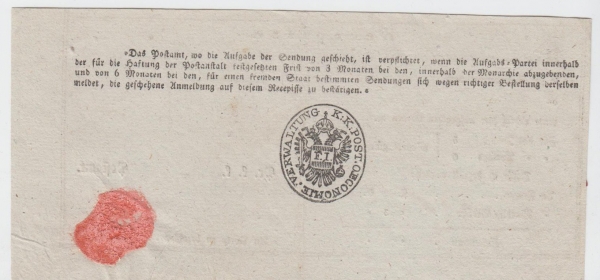 »Das Postamt, wo die Aufgabe der Sendung geschieht, ist verpflichtet, wenn die Aufgabs-Partei innerhalb
der für die Haftung der Postanstalt festgesetzten Frist von 3 Monaten bei den, innerhalb der Monarchie abzugebenden,
und von 6 Monaten bei den, für einen fremden Staat bestimmten Sendungen sich wegen richtiger Bestellung derselben
meldet, die geschehene Anmeldung auf diesem Recepisse zu bestätigen.«
K.K. POST-OECONOMIE-VERWALTUNG
F.I.